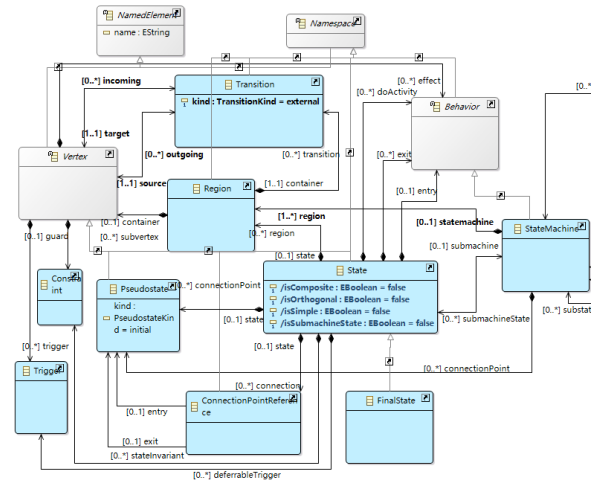 NamedElement
name : EString
Namespace
[0..*] incoming
Transition
kind : TransitionKind = external
[0..*] effect
[0..*] doActivity
Behavior
[1..1] target
[0..*] outgoing
[0..*] transition
[0..*] exit
Vertex
[1..1] source
Region
[1..1] container
[0..1] entry
[0..1] container
[0..*] subvertex
[1..*] region
[0..*] region
[0..1] statemachine
StateMachine
[0..1] guard
[0..1] state
[0..1] submachine
Constra
int
[0..*] connectionPoint
Pseudostate
kind :
PseudostateKin
d = initial
State
/isComposite : EBoolean = false
/isOrthogonal : EBoolean = false
/isSimple : EBoolean = false
/isSubmachineState : EBoolean = false
[0..1] state
[0..*] submachineState
[0..*] substat
[0..*] trigger
[0..1] state
[0..*] connectionPoint
Trigger
[0..*] connection
ConnectionPointReferen
ce
FinalState
[0..*] entry
[0..*] exit
[0..*] stateInvariant
[0..*] deferrableTrigger